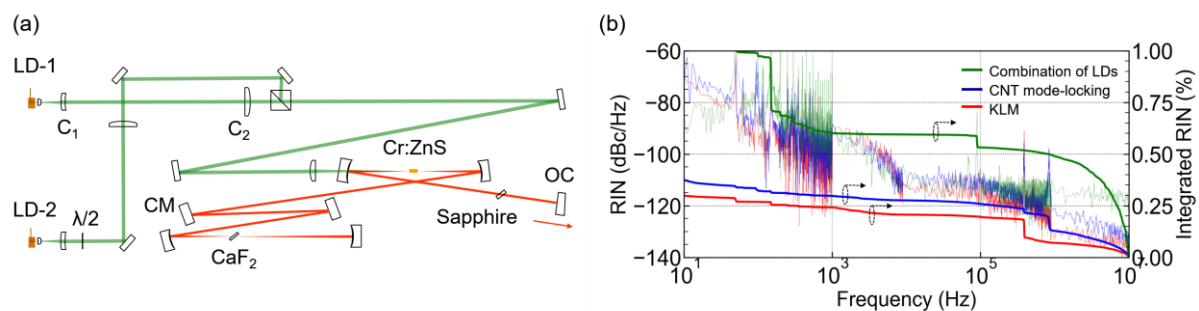 (a)
LD-1
C1
C2
LD-2
λ/2
CM
CaF2
Cr:ZnS
Sapphire
OC
(b)
RIN (dBc/Hz)
−60
−80
−100
−120
−140
10^1
10^3
10^5
10^7
Frequency (Hz)
1.00
0.75
0.50
0.25
0.00
Integrated RIN (%)
Combination of LDs
CNT mode-locking
KLM